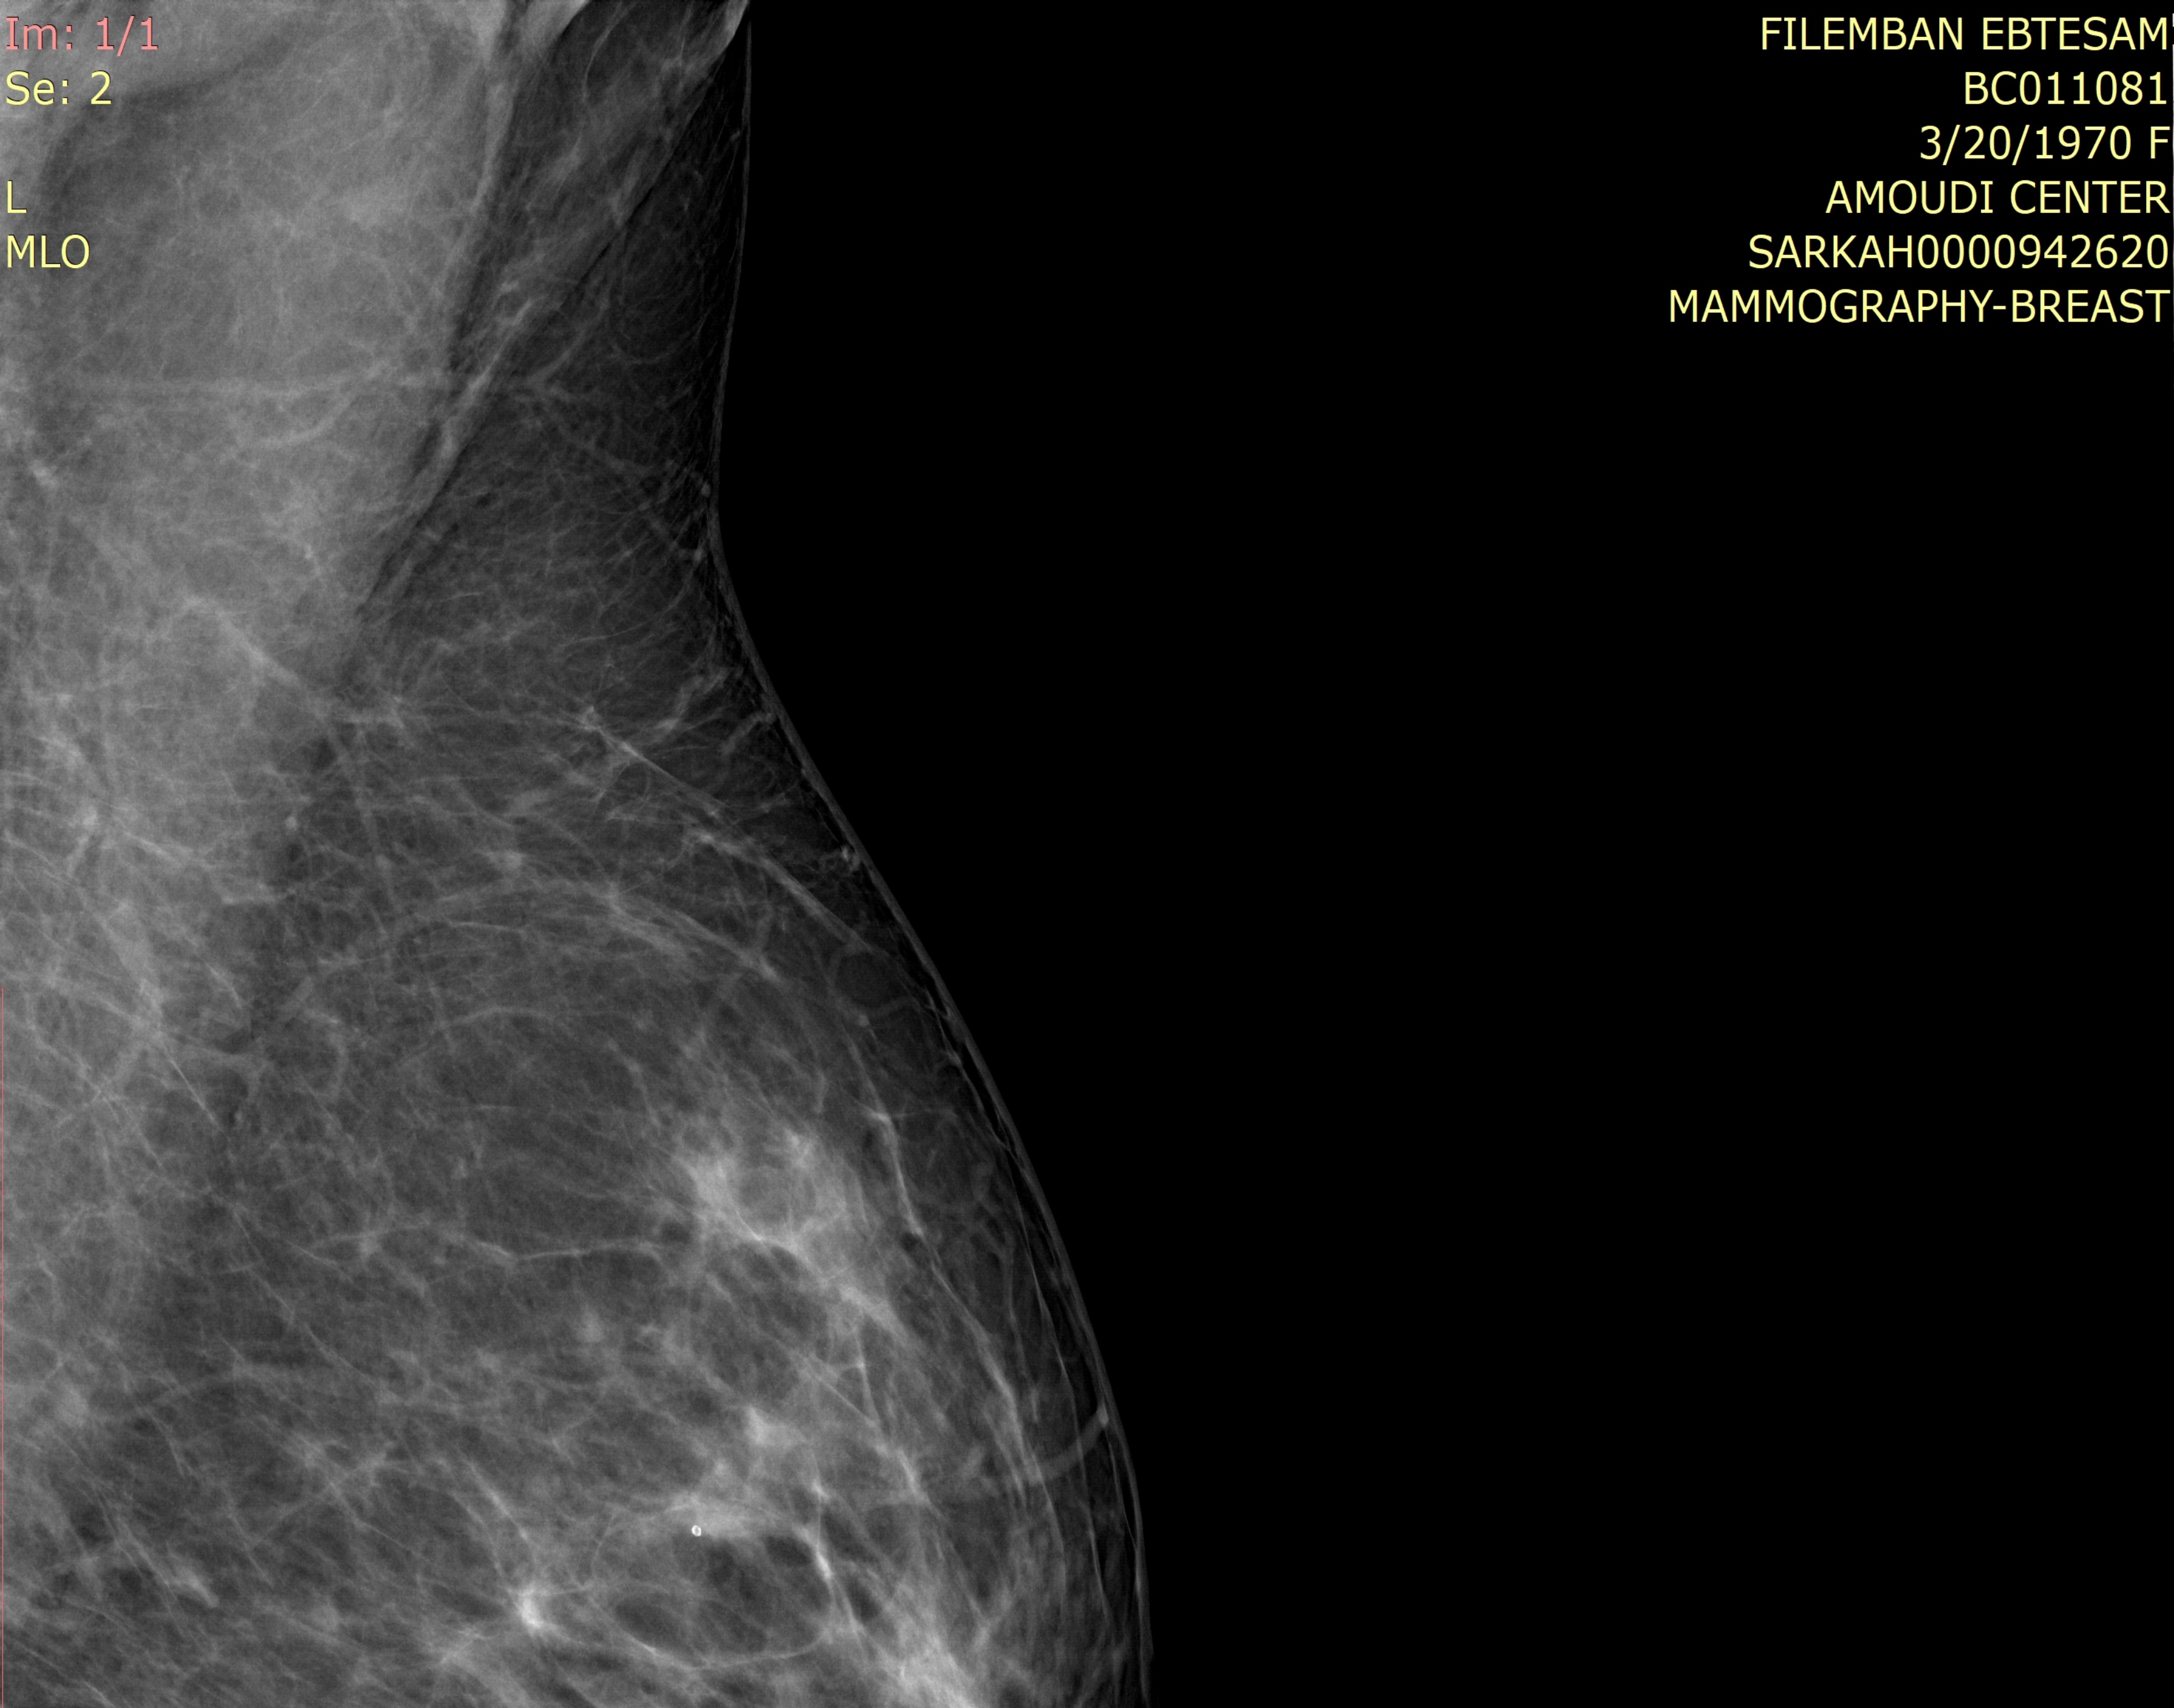 Im: 1/1
Se: 2
L
MLO
FILEMBAN EBTESAM
BC011081
3/20/1970 F
AMOUDI CENTER
SARKAH0000942620
MAMMOGRAPHY-BREAST